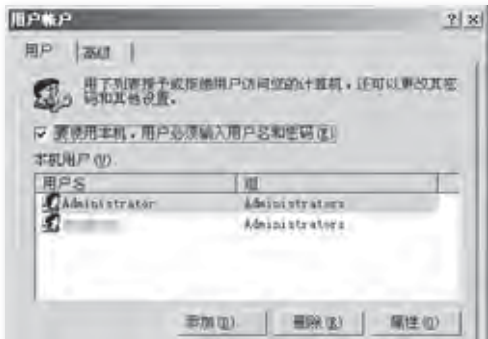 用户帐户
用户 高级
用下列表授予或拒绝用户访问您的计算机，还可以更改其密
码和其他设置。
要使用本机，用户必须输入用户名和密码(E)
本机用户(U)
用户名 组
Administrator Administrators
Administrators
添加(D) 删除(R) 属性(O)